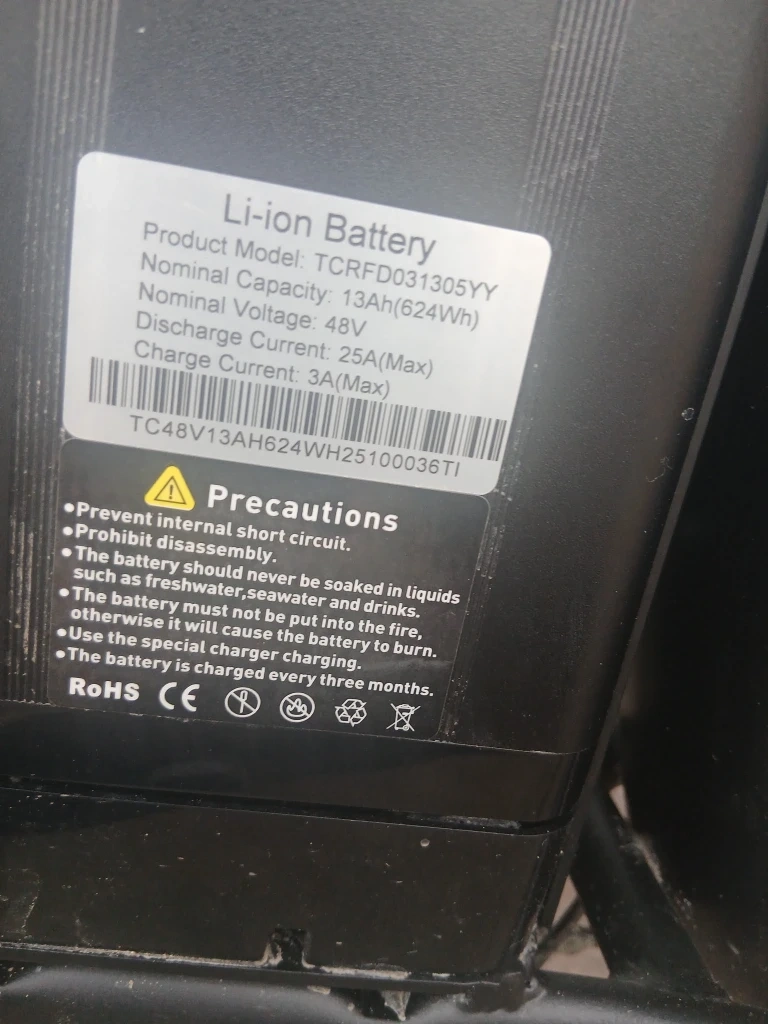 Li-ion Battery
Product Model: TCRFD031305YY
Nominal Capacity: 13Ah(624Wh)
Nominal Voltage: 48V
Discharge Current: 25A(Max)
Charge Current: 3A(Max)
TC48V13AH624WH25100036TI
Precautions
•Prevent internal short circuit.
•Prohibit disassembly.
•The battery should never be soaked in liquids
such as freshwater,seawater and drinks.
•The battery must not be put into the fire,
otherwise it will cause the battery to burn.
•Use the special charger charging.
•The battery is charged every three months.
RoHS CE